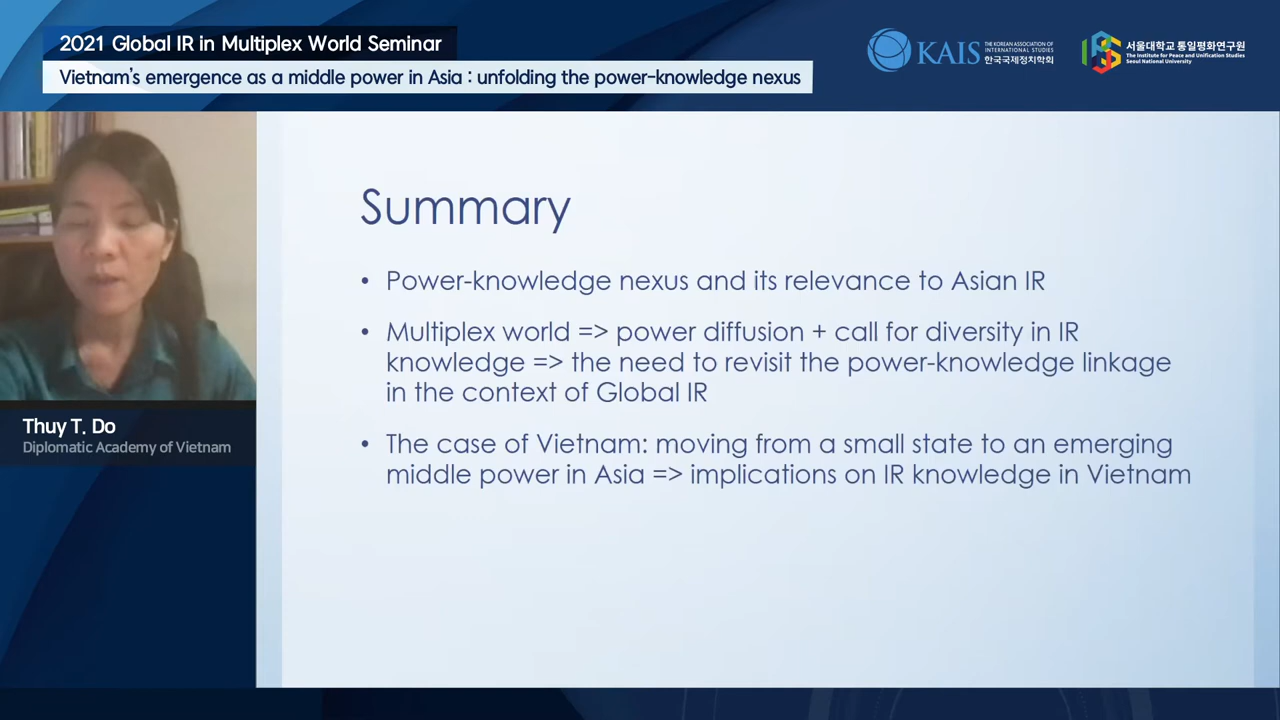 2021 Global IR in Multiplex World Seminar
Vietnam's emergence as a middle power in Asia : unfolding the power-knowledge nexus
KAIS THE KOREAN ASSOCIATION OF INTERNATIONAL STUDIES 한국국제정치학회
IPUS 서울대학교 통일평화연구원
The Institute for Peace and Unification Studies
Seoul National University
Summary
• Power-knowledge nexus and its relevance to Asian IR
• Multiplex world => power diffusion + call for diversity in IR
knowledge => the need to revisit the power-knowledge linkage
in the context of Global IR
• The case of Vietnam: moving from a small state to an emerging
middle power in Asia => implications on IR knowledge in Vietnam
Thuy T. Do
Diplomatic Academy of Vietnam